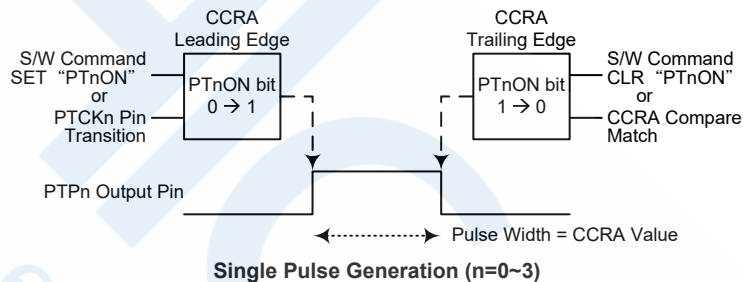 CCRA
Leading Edge
S/W Command
SET “PTnON”
or
PTCKn Pin
Transition
PTnON bit
0 → 1
CCRA
Trailing Edge
PTnON bit
1 → 0
S/W Command
CLR “PTnON”
or
CCRA Compare
Match
PTPn Output Pin
Pulse Width = CCRA Value
Single Pulse Generation (n=0~3)